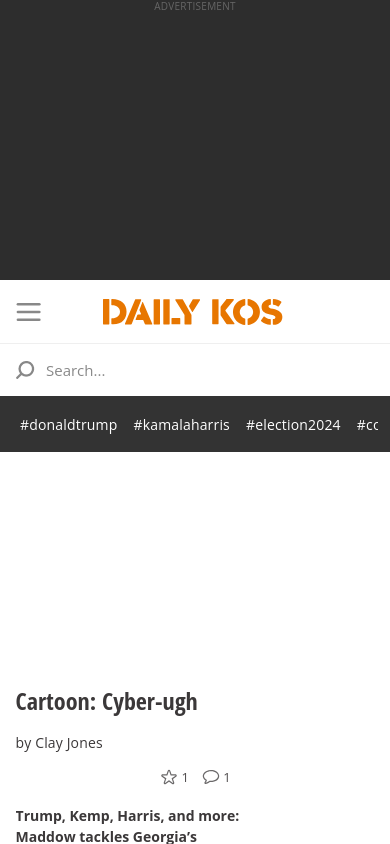 ADVERTISEMENT
DAILY KOS
Search...
#donaldtrump #kamalaharris #election2024
Cartoon: Cyber-ugh
by Clay Jones
1 1
Trump, Kemp, Harris, and more:
Maddow tackles Georgia’s